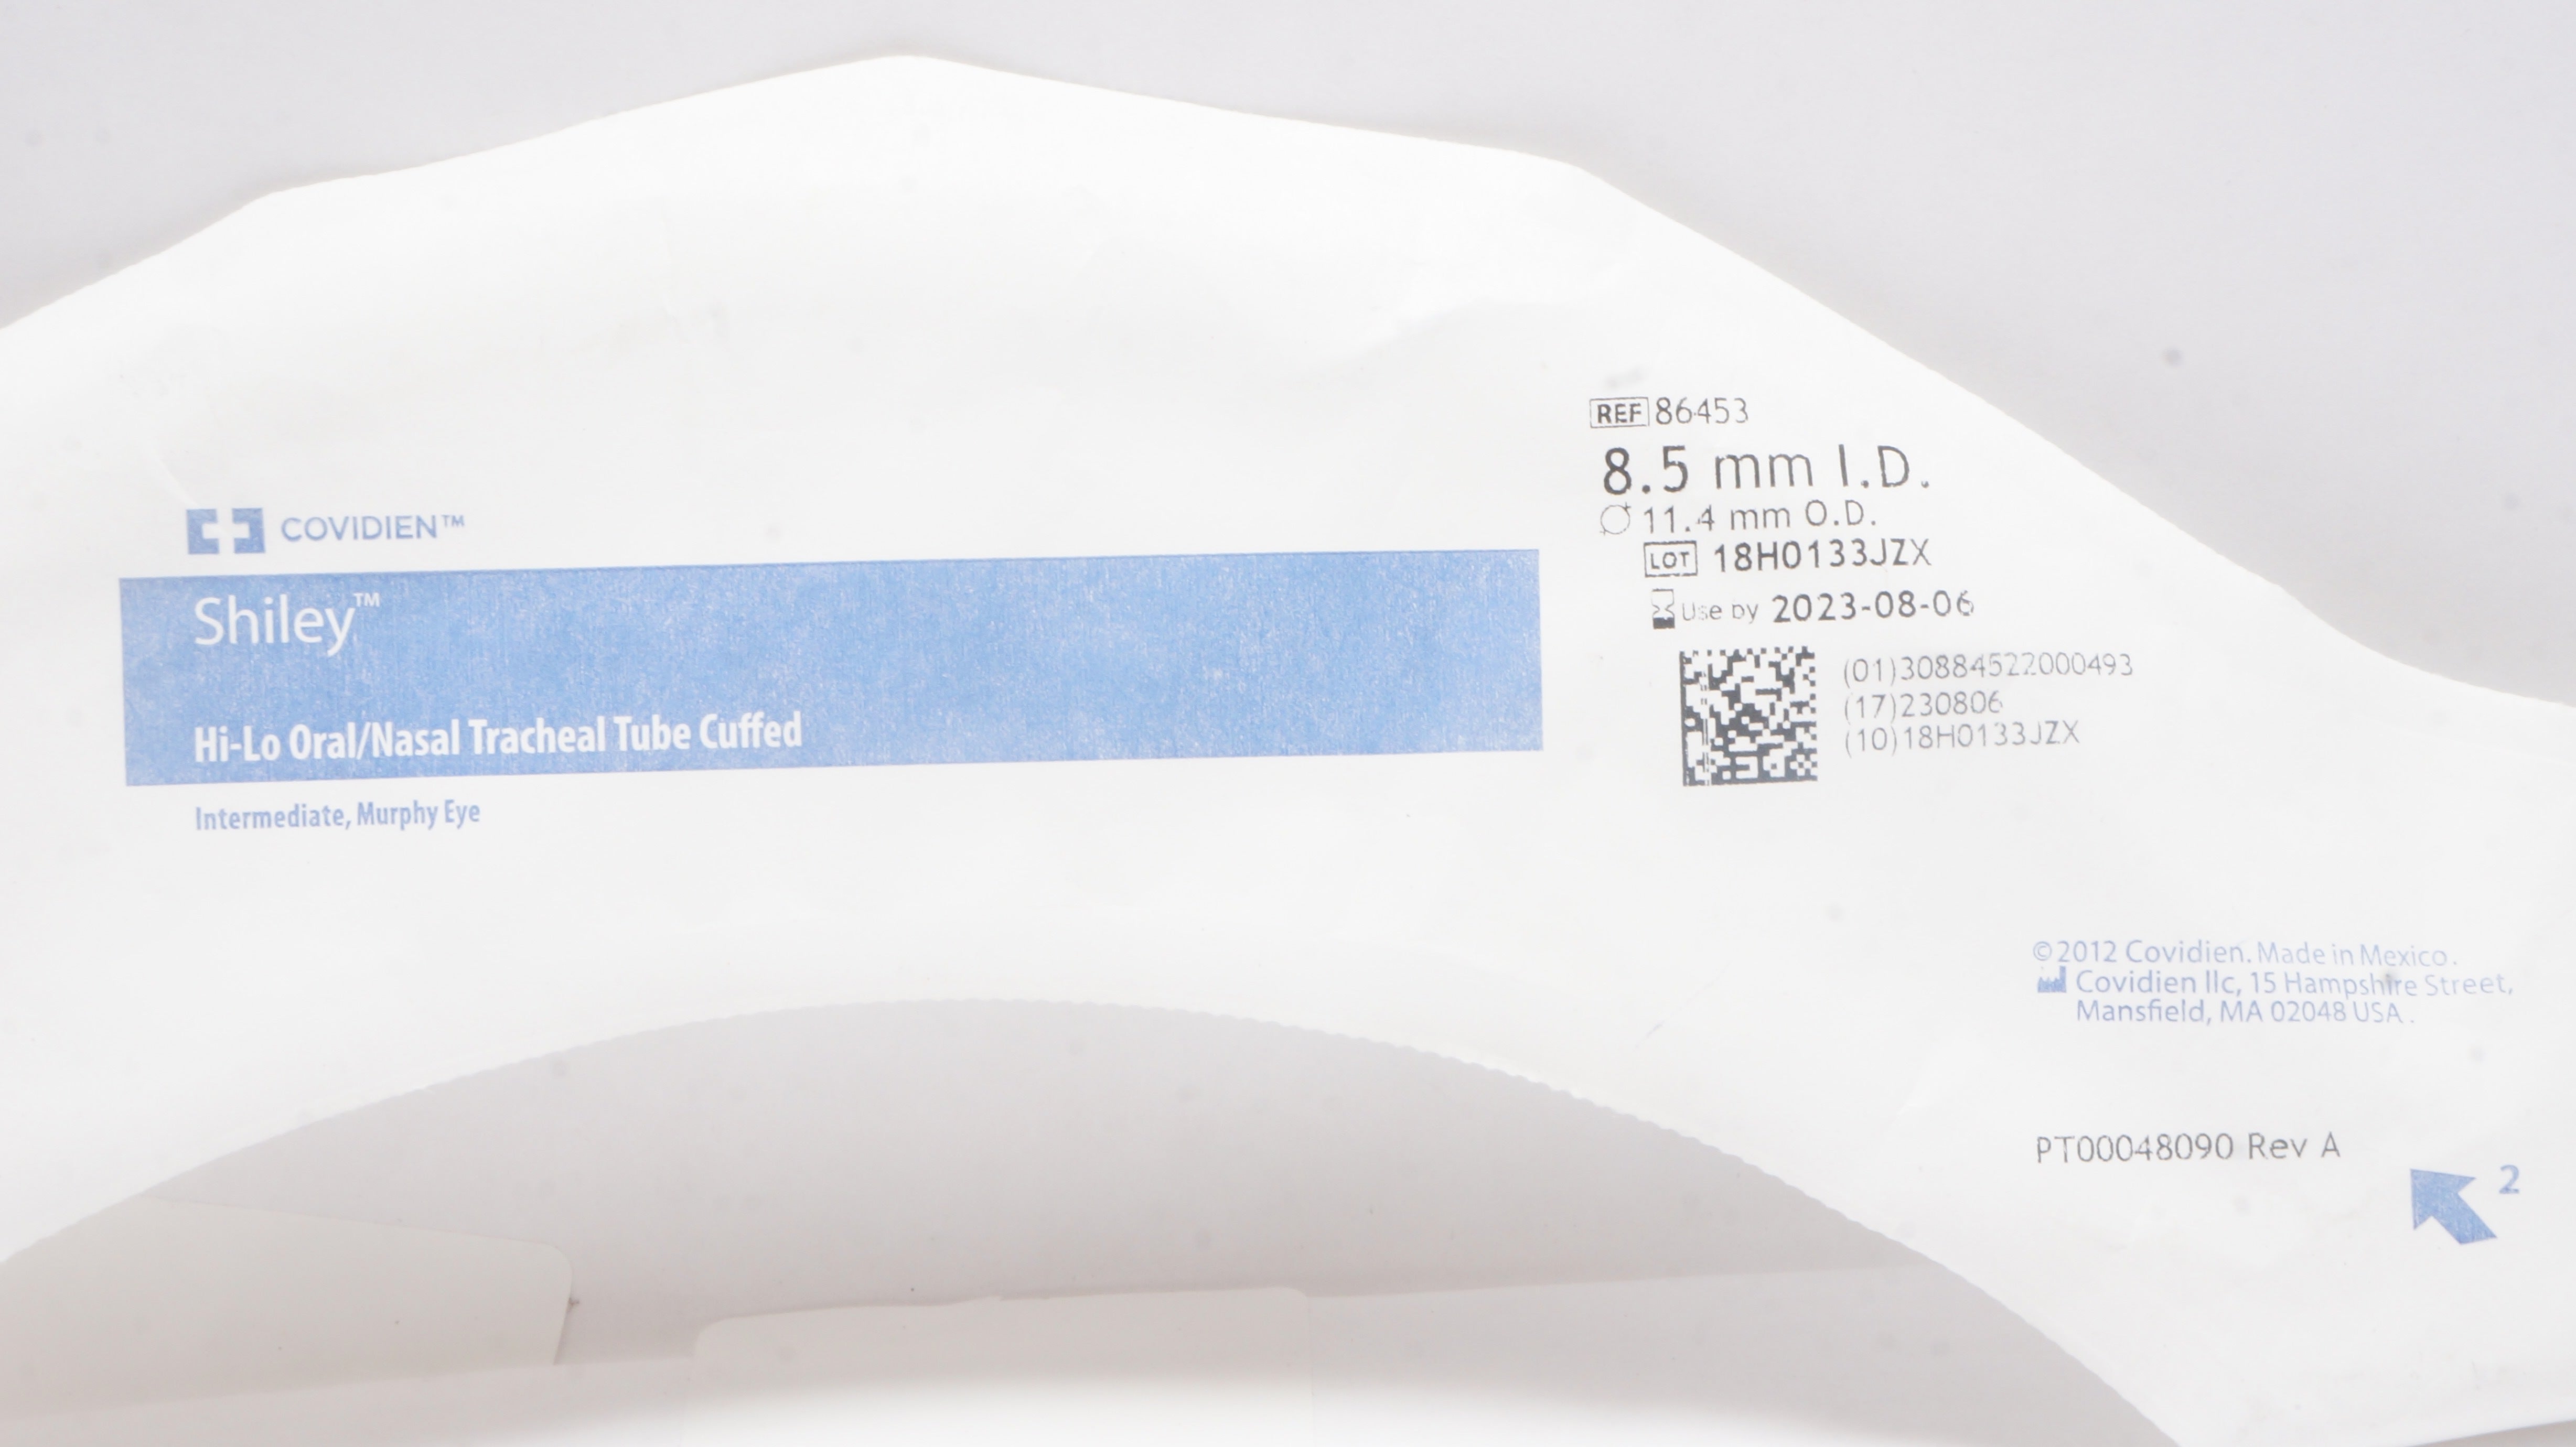 COVIDIEN™
Shiley™
Hi-Lo Oral/Nasal Tracheal Tube Cuffed
Intermediate, Murphy Eye
REF 86453
8.5 mm I.D.
11.4 mm O.D.
LOT 18H0133JZX
Use by 2023-08-06
(01)30884522000493
(17)230806
(10)18H0133JZX
©2012 Covidien. Made in Mexico.
Covidien llc, 15 Hampshire Street,
Mansfield, MA 02048 USA.
PT00048090 Rev A
2